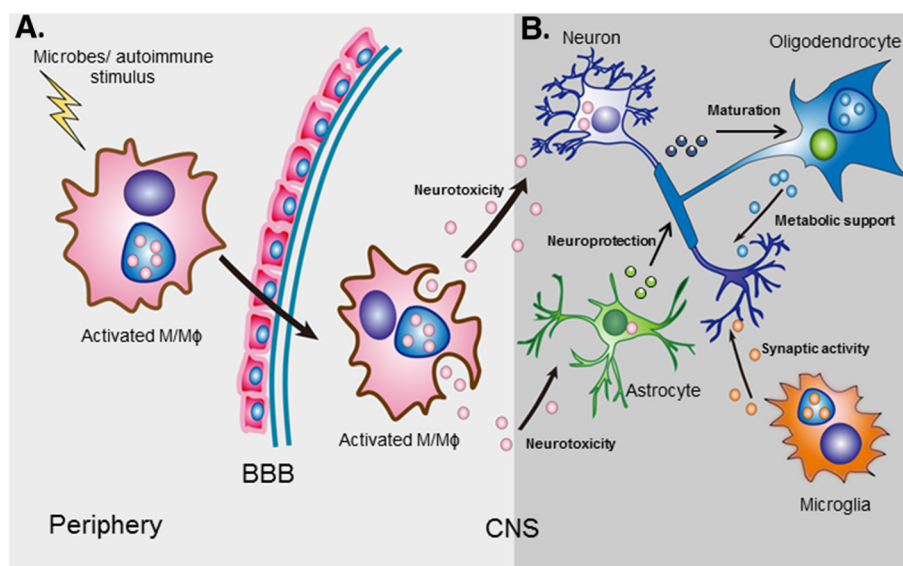 A.
Microbes/ autoimmune
stimulus
Activated M/Mϕ
BBB
Periphery
Neurotoxicity
Activated M/Mϕ
CNS
B.
Neuron
Oligodendrocyte
Maturation
Metabolic support
Neuroprotection
Synaptic activity
Astrocyte
Neurotoxicity
Microglia